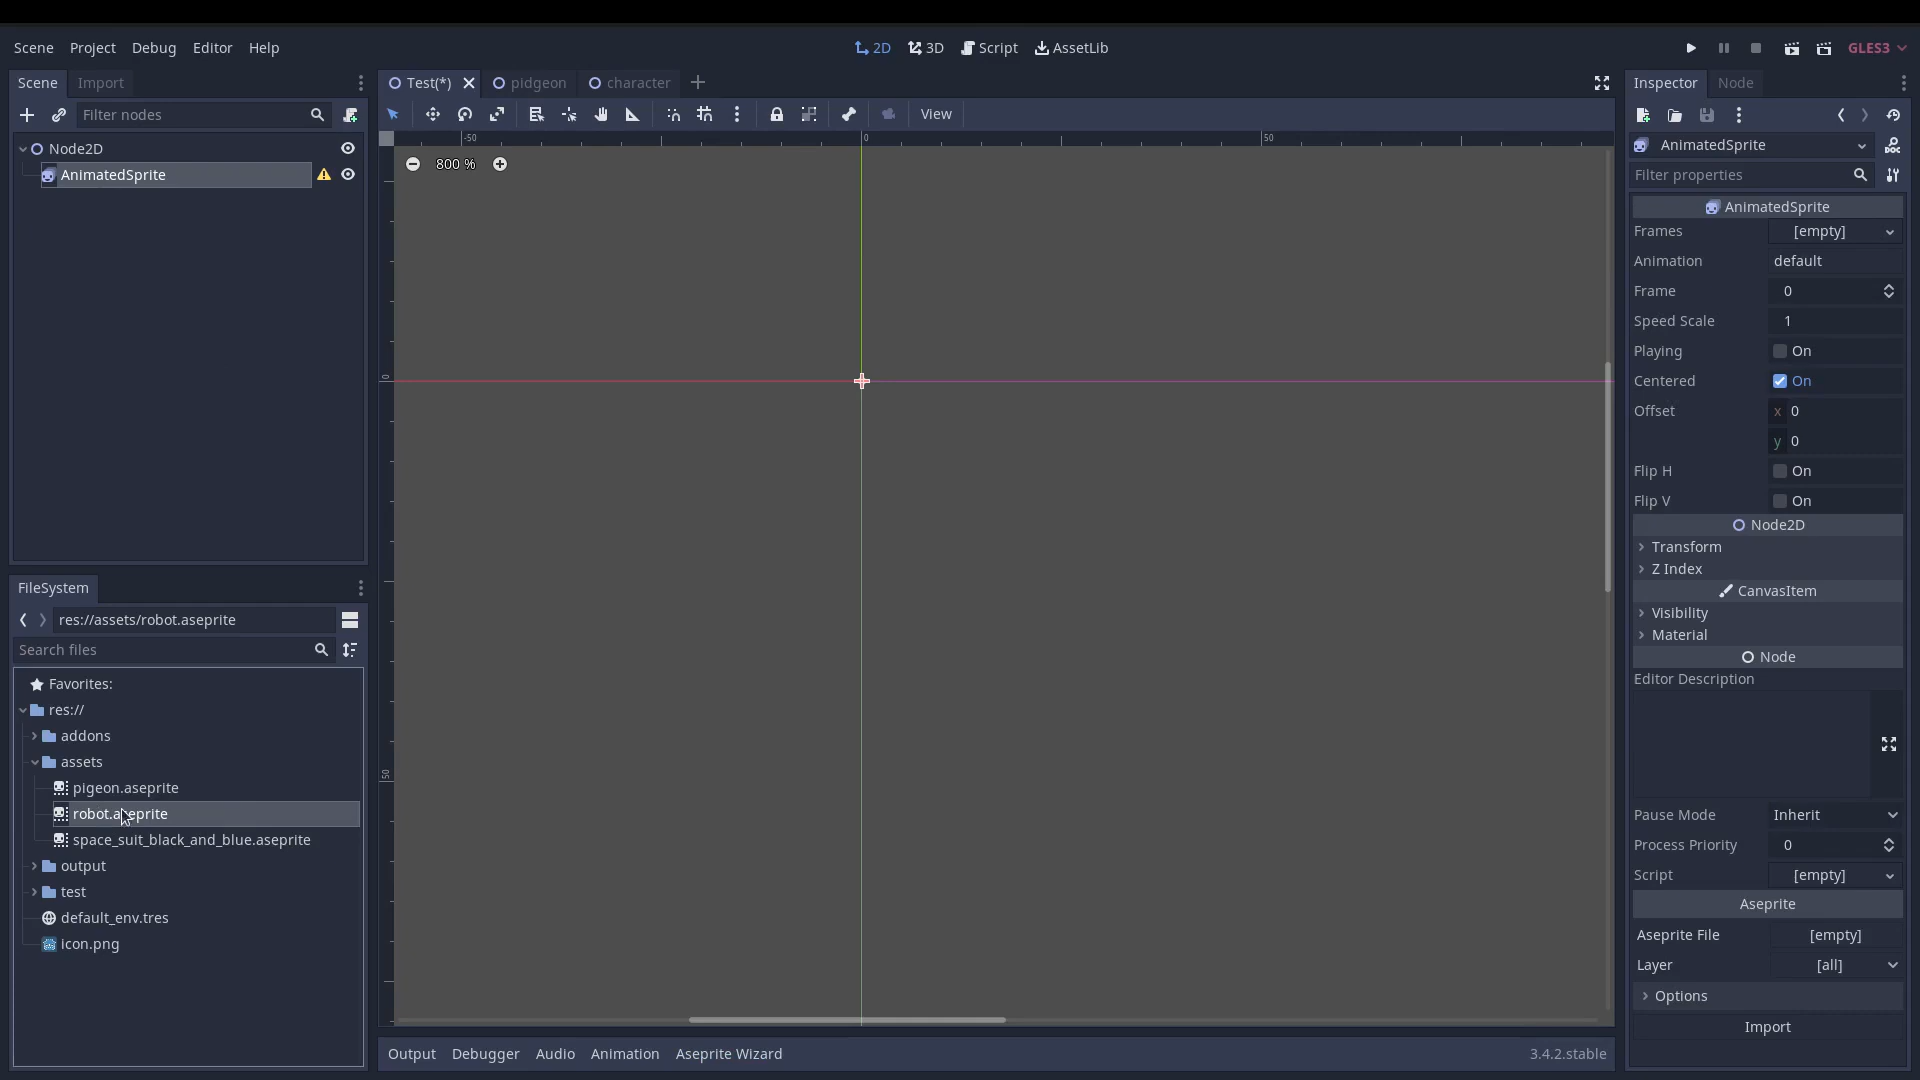 Scene Project Debug Editor Help
2D 3D Script AssetLib
GLES3
Scene Import
Filter nodes
Node2D
AnimatedSprite
FileSystem
res://assets/robot.aseprite
Search files
Favorites:
res://
addons
assets
pigeon.aseprite
robot.aseprite
space_suit_black_and_blue.aseprite
output
test
default_env.tres
icon.png
Test(*) pidgeon character
View
-50 0 50
800 %
0
50
Output Debugger Audio Animation Aseprite Wizard 3.4.2.stable
Inspector Node
AnimatedSprite
Filter properties
AnimatedSprite
Frames [empty]
Animation default
Frame 0
Speed Scale 1
Playing On
Centered On
Offset x 0
y 0
Flip H On
Flip V On
Node2D
Transform
Z Index
CanvasItem
Visibility
Material
Node
Editor Description
Pause Mode Inherit
Process Priority 0
Script [empty]
Aseprite
Aseprite File [empty]
Layer [all]
Options
Import